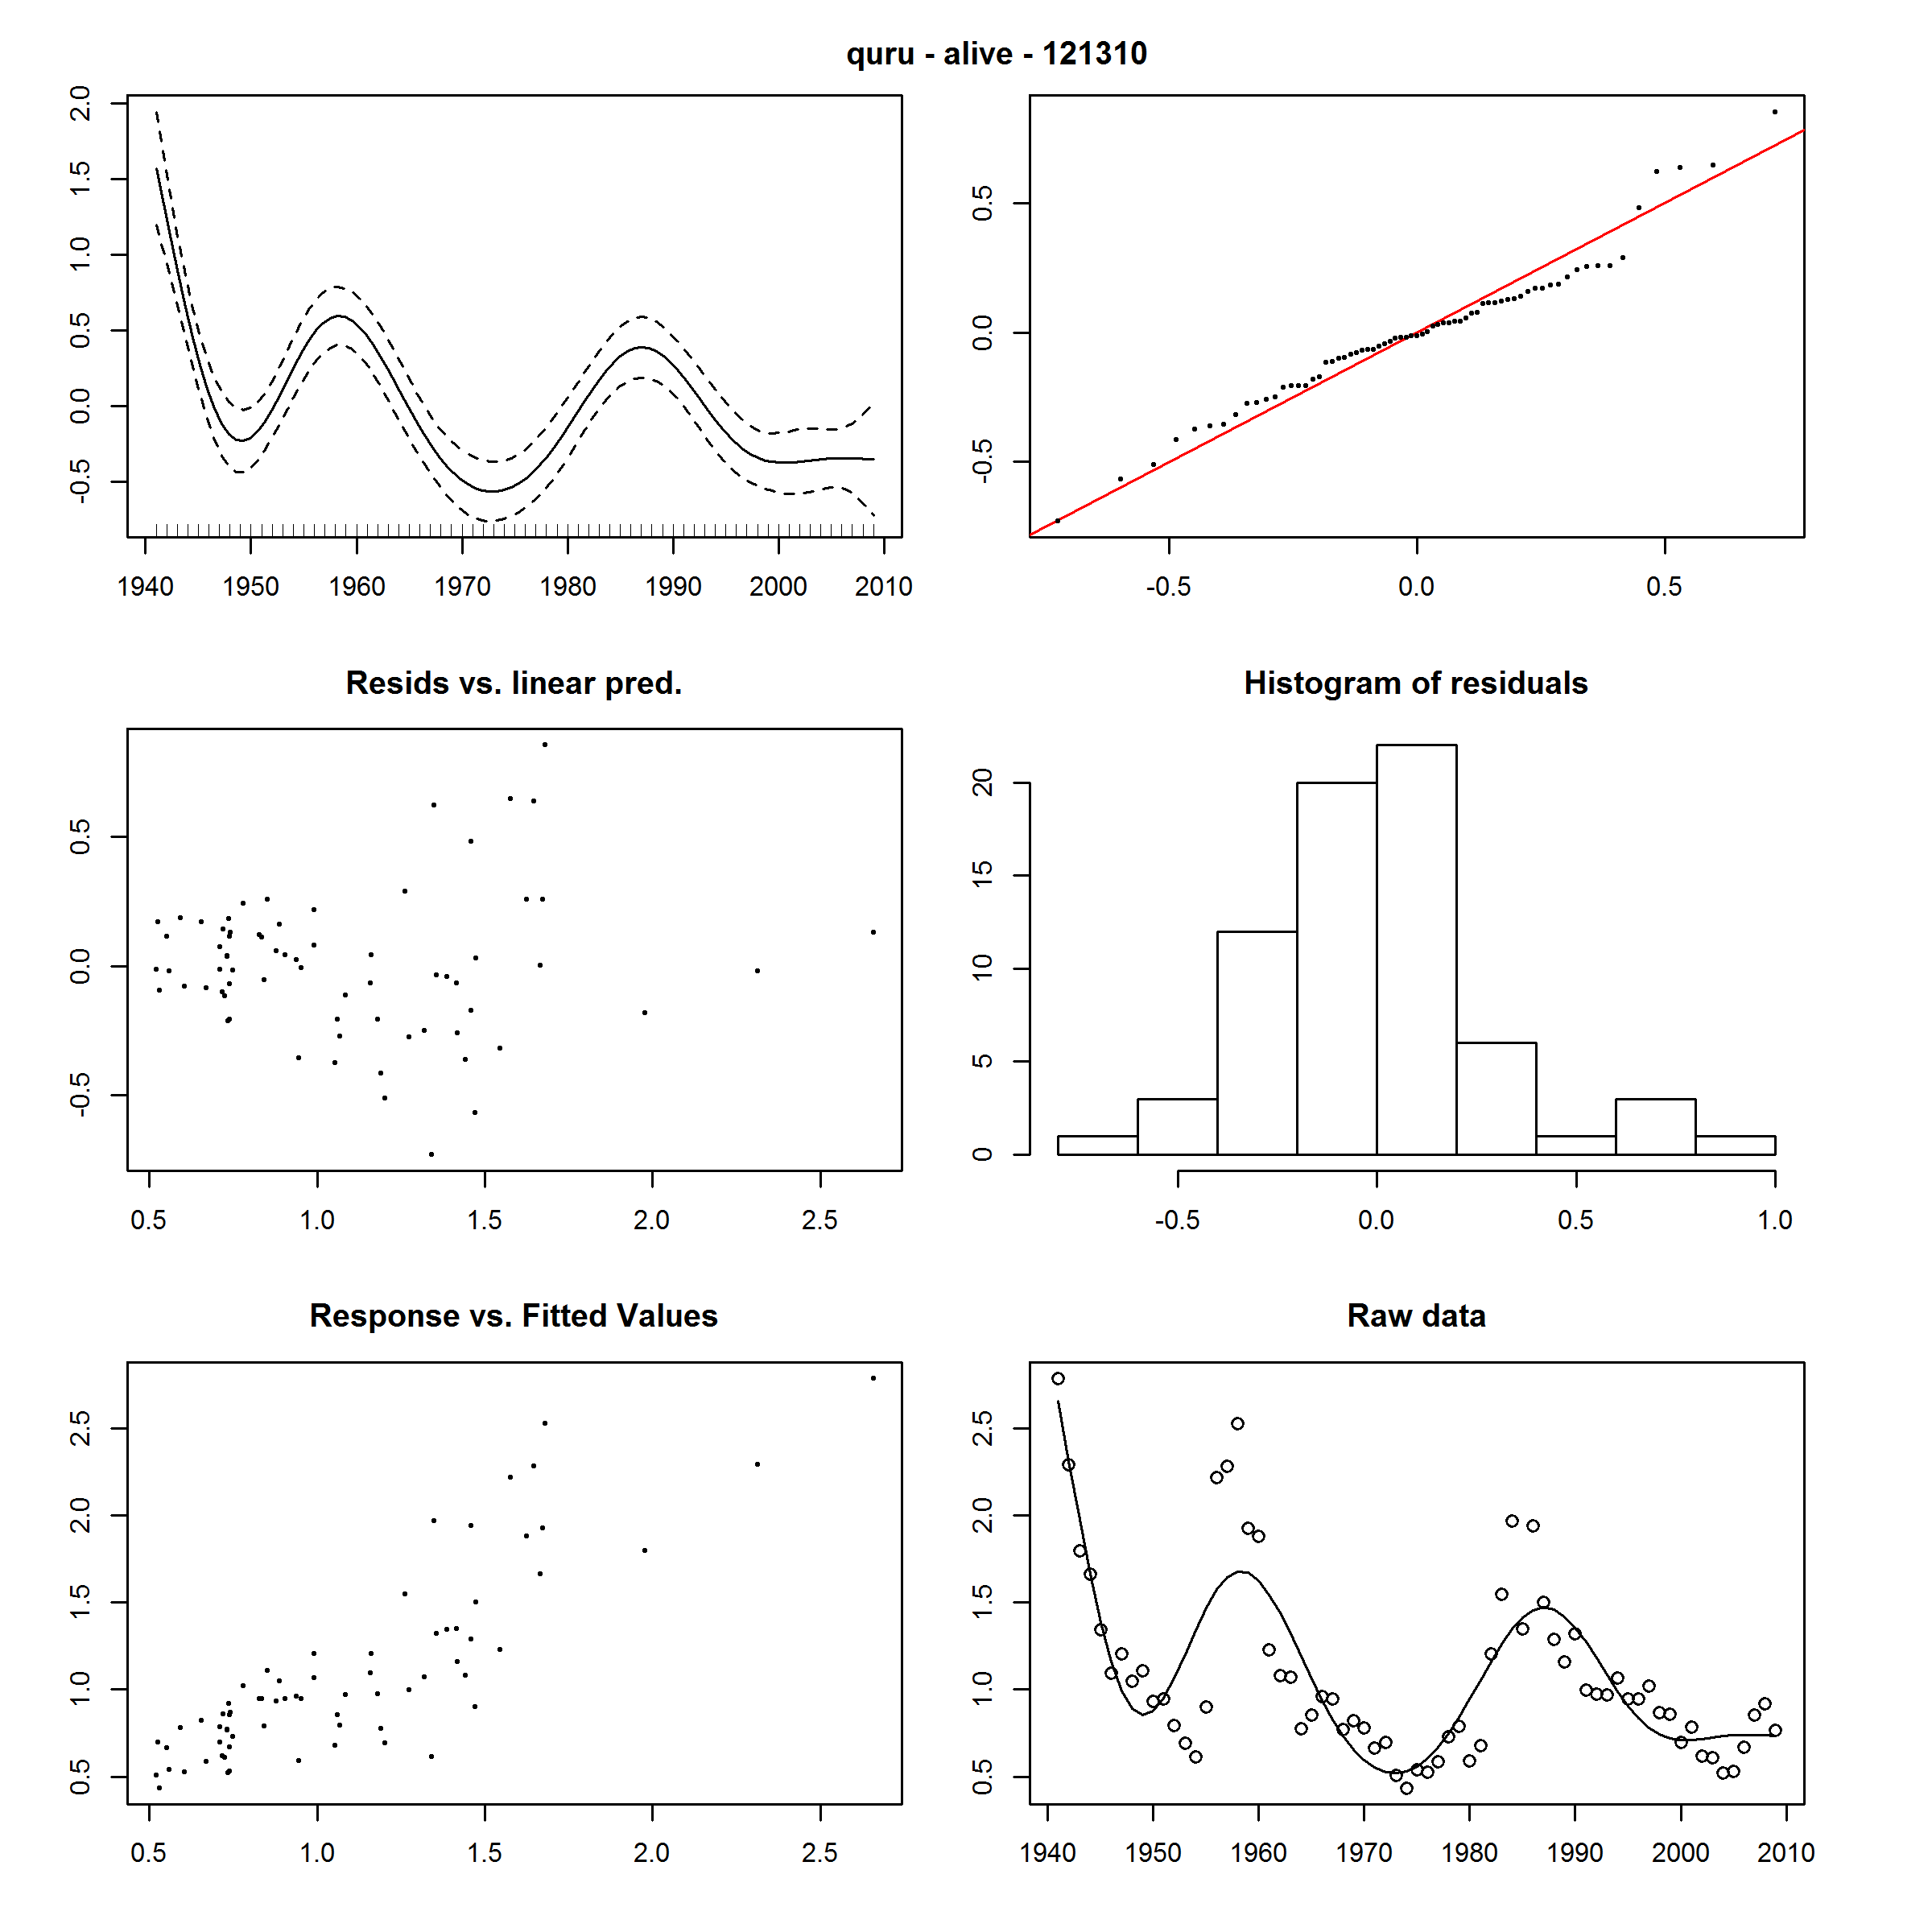 quru - alive - 121310
2.0
1.5
1.0
0.5
0.0
-0.5
1940 1950 1960 1970 1980 1990 2000 2010
0.5
0.0
-0.5
-0.5 0.0 0.5
Resids vs. linear pred.
0.5
0.0
-0.5
0.5 1.0 1.5 2.0 2.5
Histogram of residuals
20
15
10
5
0
-0.5 0.0 0.5 1.0
Response vs. Fitted Values
2.5
2.0
1.5
1.0
0.5
0.5 1.0 1.5 2.0 2.5
Raw data
2.5
2.0
1.5
1.0
0.5
1940 1950 1960 1970 1980 1990 2000 2010